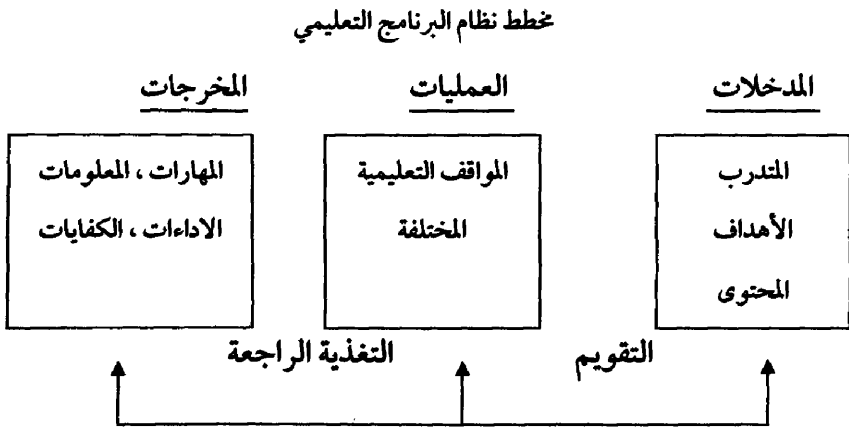 مخطط نظام البرنامج التعليمي
المدخلات العمليات المخرجات
المتدرب
الأهداف
المحتوى
المواقف التعليمية
المختلفة
المهارات ، المعلومات
الاداءات ، الكفايات
التقويم التغذية الراجعة